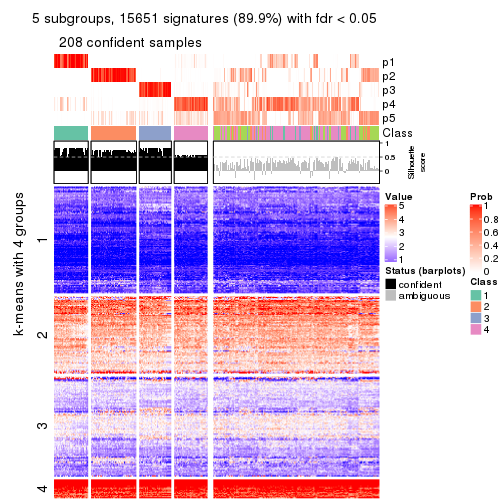 5 subgroups, 15651 signatures (89.9%) with fdr < 0.05
208 confident samples
p1
p2
p3
p4
p5
Class
1
0.5
0
Silhouette
score
k-means with 4 groups
1
2
3
4
Value
5
4
3
2
1
Status (barplots)
confident
ambiguous
Prob
1
0.8
0.6
0.4
0.2
0
Class
1
2
3
4